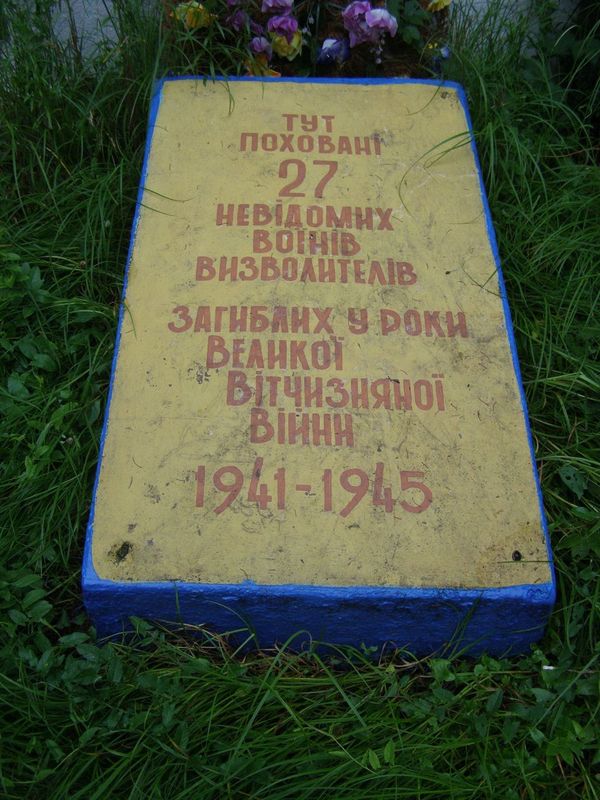 ТУТ
ПОХОВАНІ
27
НЕВІДОМИХ
ВОЇНІВ
ВИЗВОЛИТЕЛІВ
ЗАГИБЛИХ У РОКИ
ВЕЛИКОЇ
ВІТЧИЗНЯНОЇ
ВІЙНИ
1941-1945